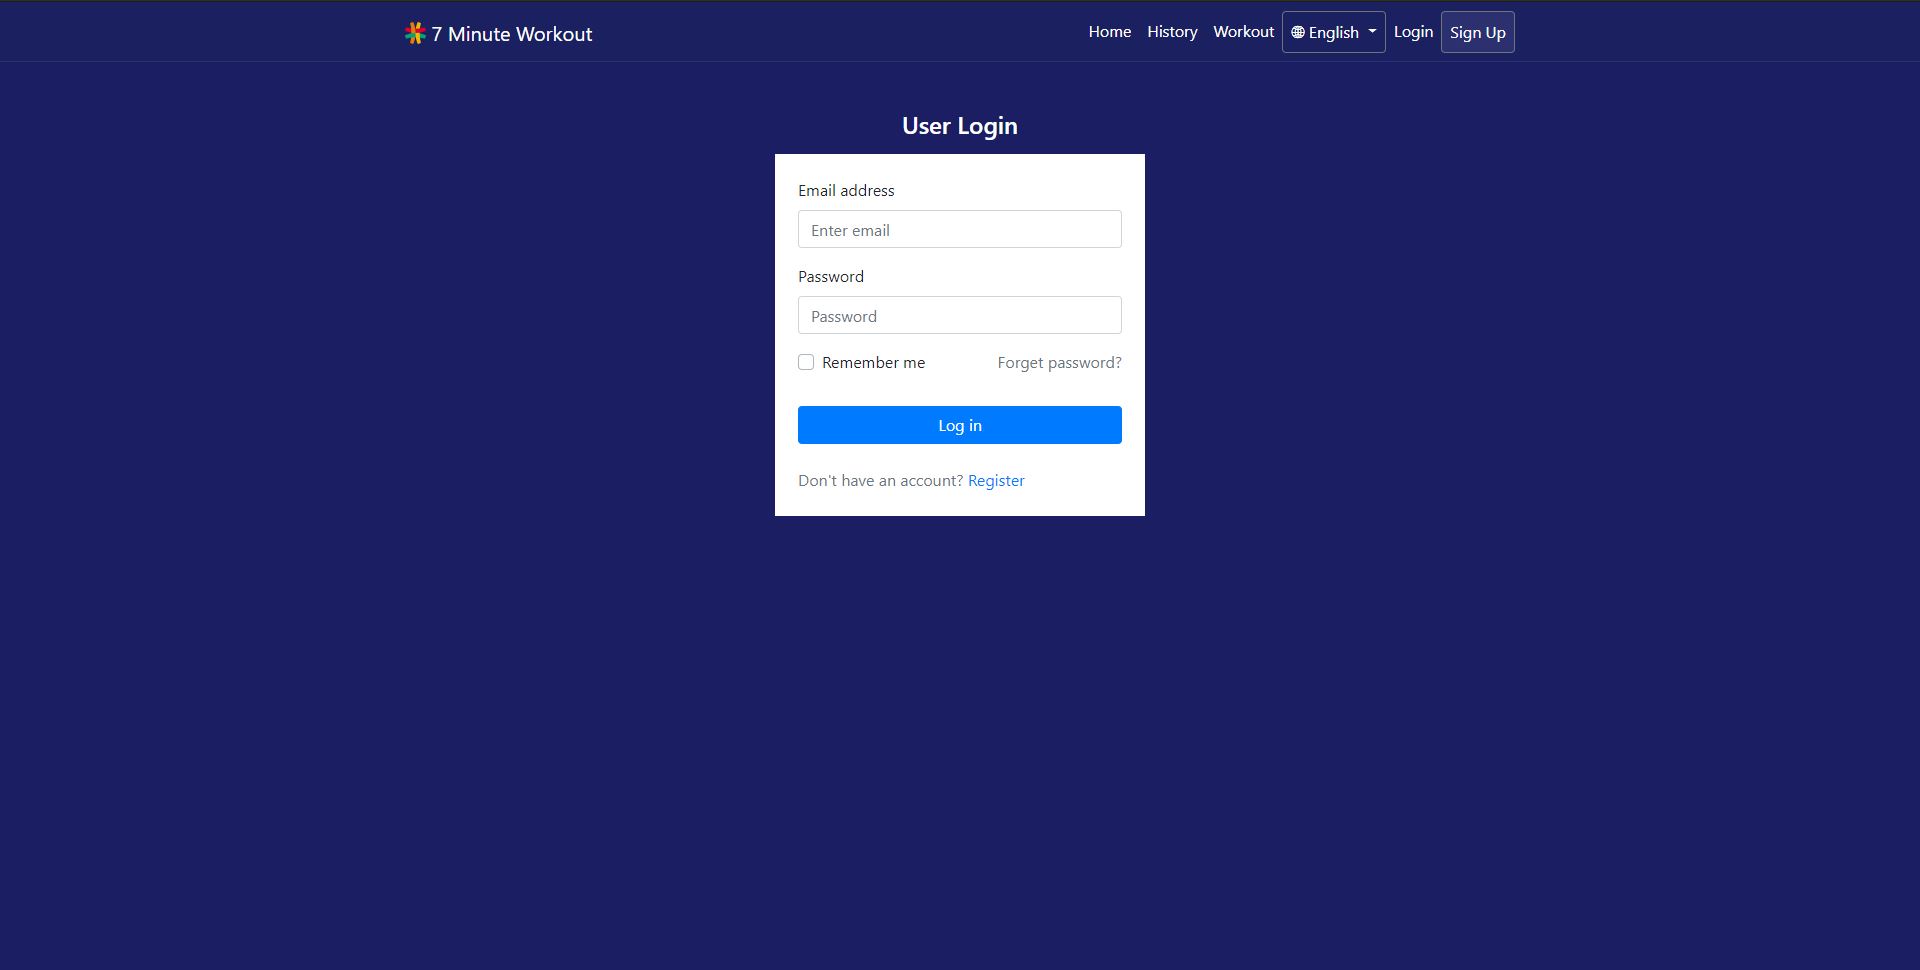 7 Minute Workout
Home History Workout English Login Sign Up
User Login
Email address
Enter email
Password
Password
Remember me Forget password?
Log in
Don't have an account? Register